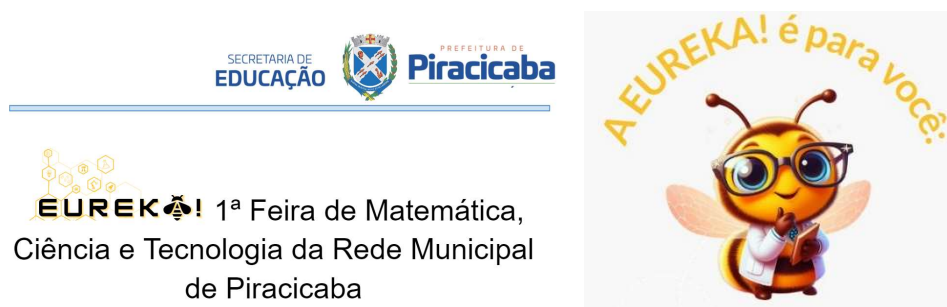 SECRETARIA DE
EDUCAÇÃO
PREFEITURA DE
Piracicaba
EUREKA! 1ª Feira de Matemática,
Ciência e Tecnologia da Rede Municipal
de Piracicaba
A EUREKA! é para você!